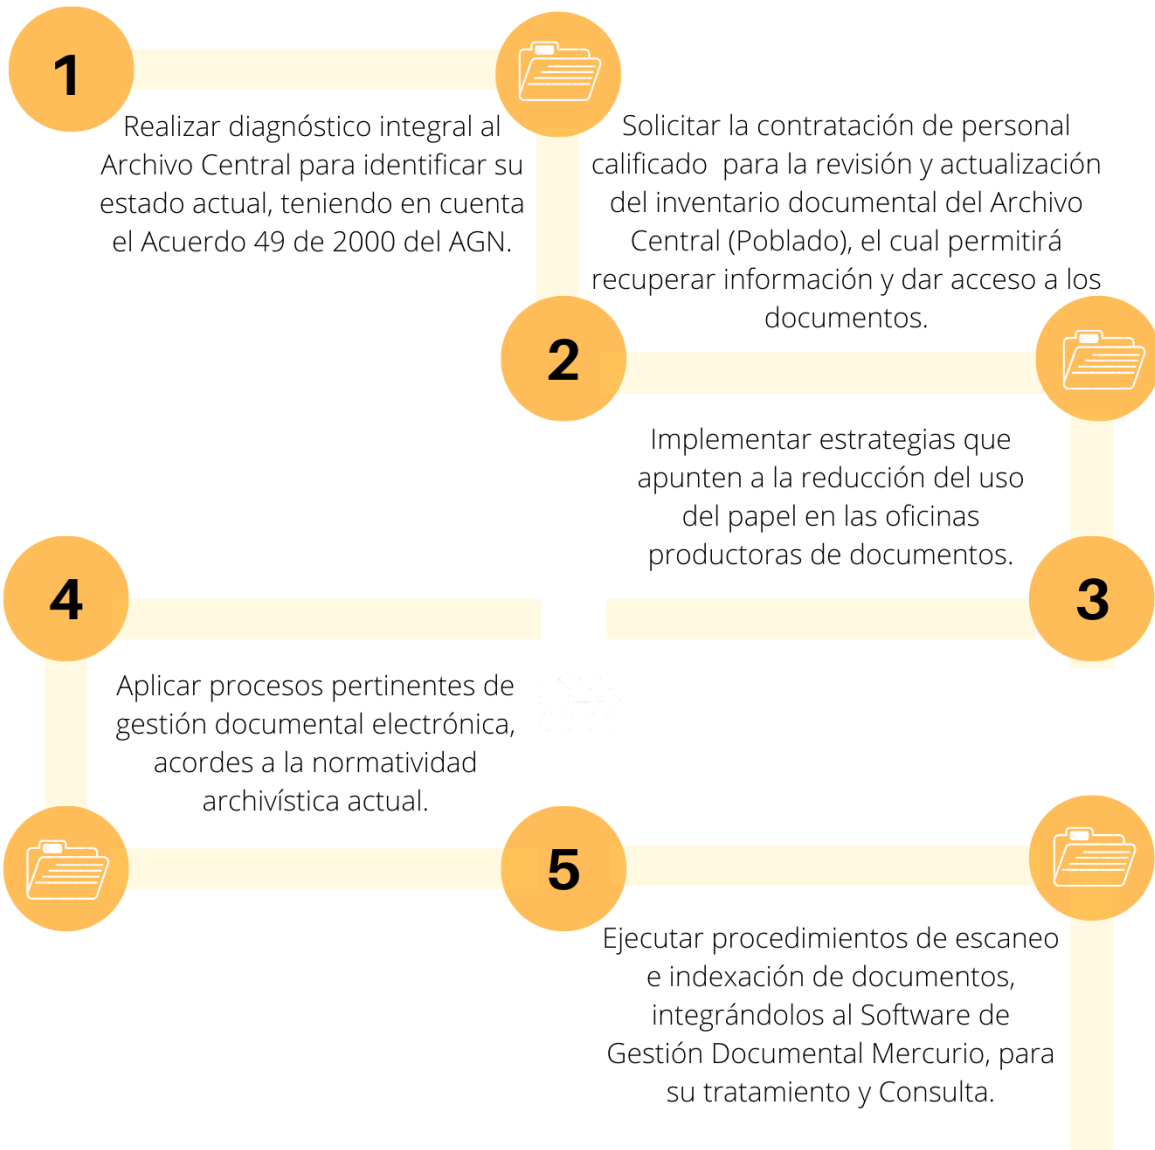 1
Realizar diagnóstico integral al
Archivo Central para identificar su
estado actual, teniendo en cuenta
el Acuerdo 49 de 2000 del AGN.
Solicitar la contratación de personal
calificado para la revisión y actualización
del inventario documental del Archivo
Central (Poblado), el cual permitirá
recuperar información y dar acceso a los
documentos.
2
Implementar estrategias que
apunten a la reducción del uso
del papel en las oficinas
productoras de documentos.
3
4
Aplicar procesos pertinentes de
gestión documental electrónica,
acordes a la normatividad
archivística actual.
5
Ejecutar procedimientos de escaneo
e indexación de documentos,
integrándolos al Software de
Gestión Documental Mercurio, para
su tratamiento y Consulta.